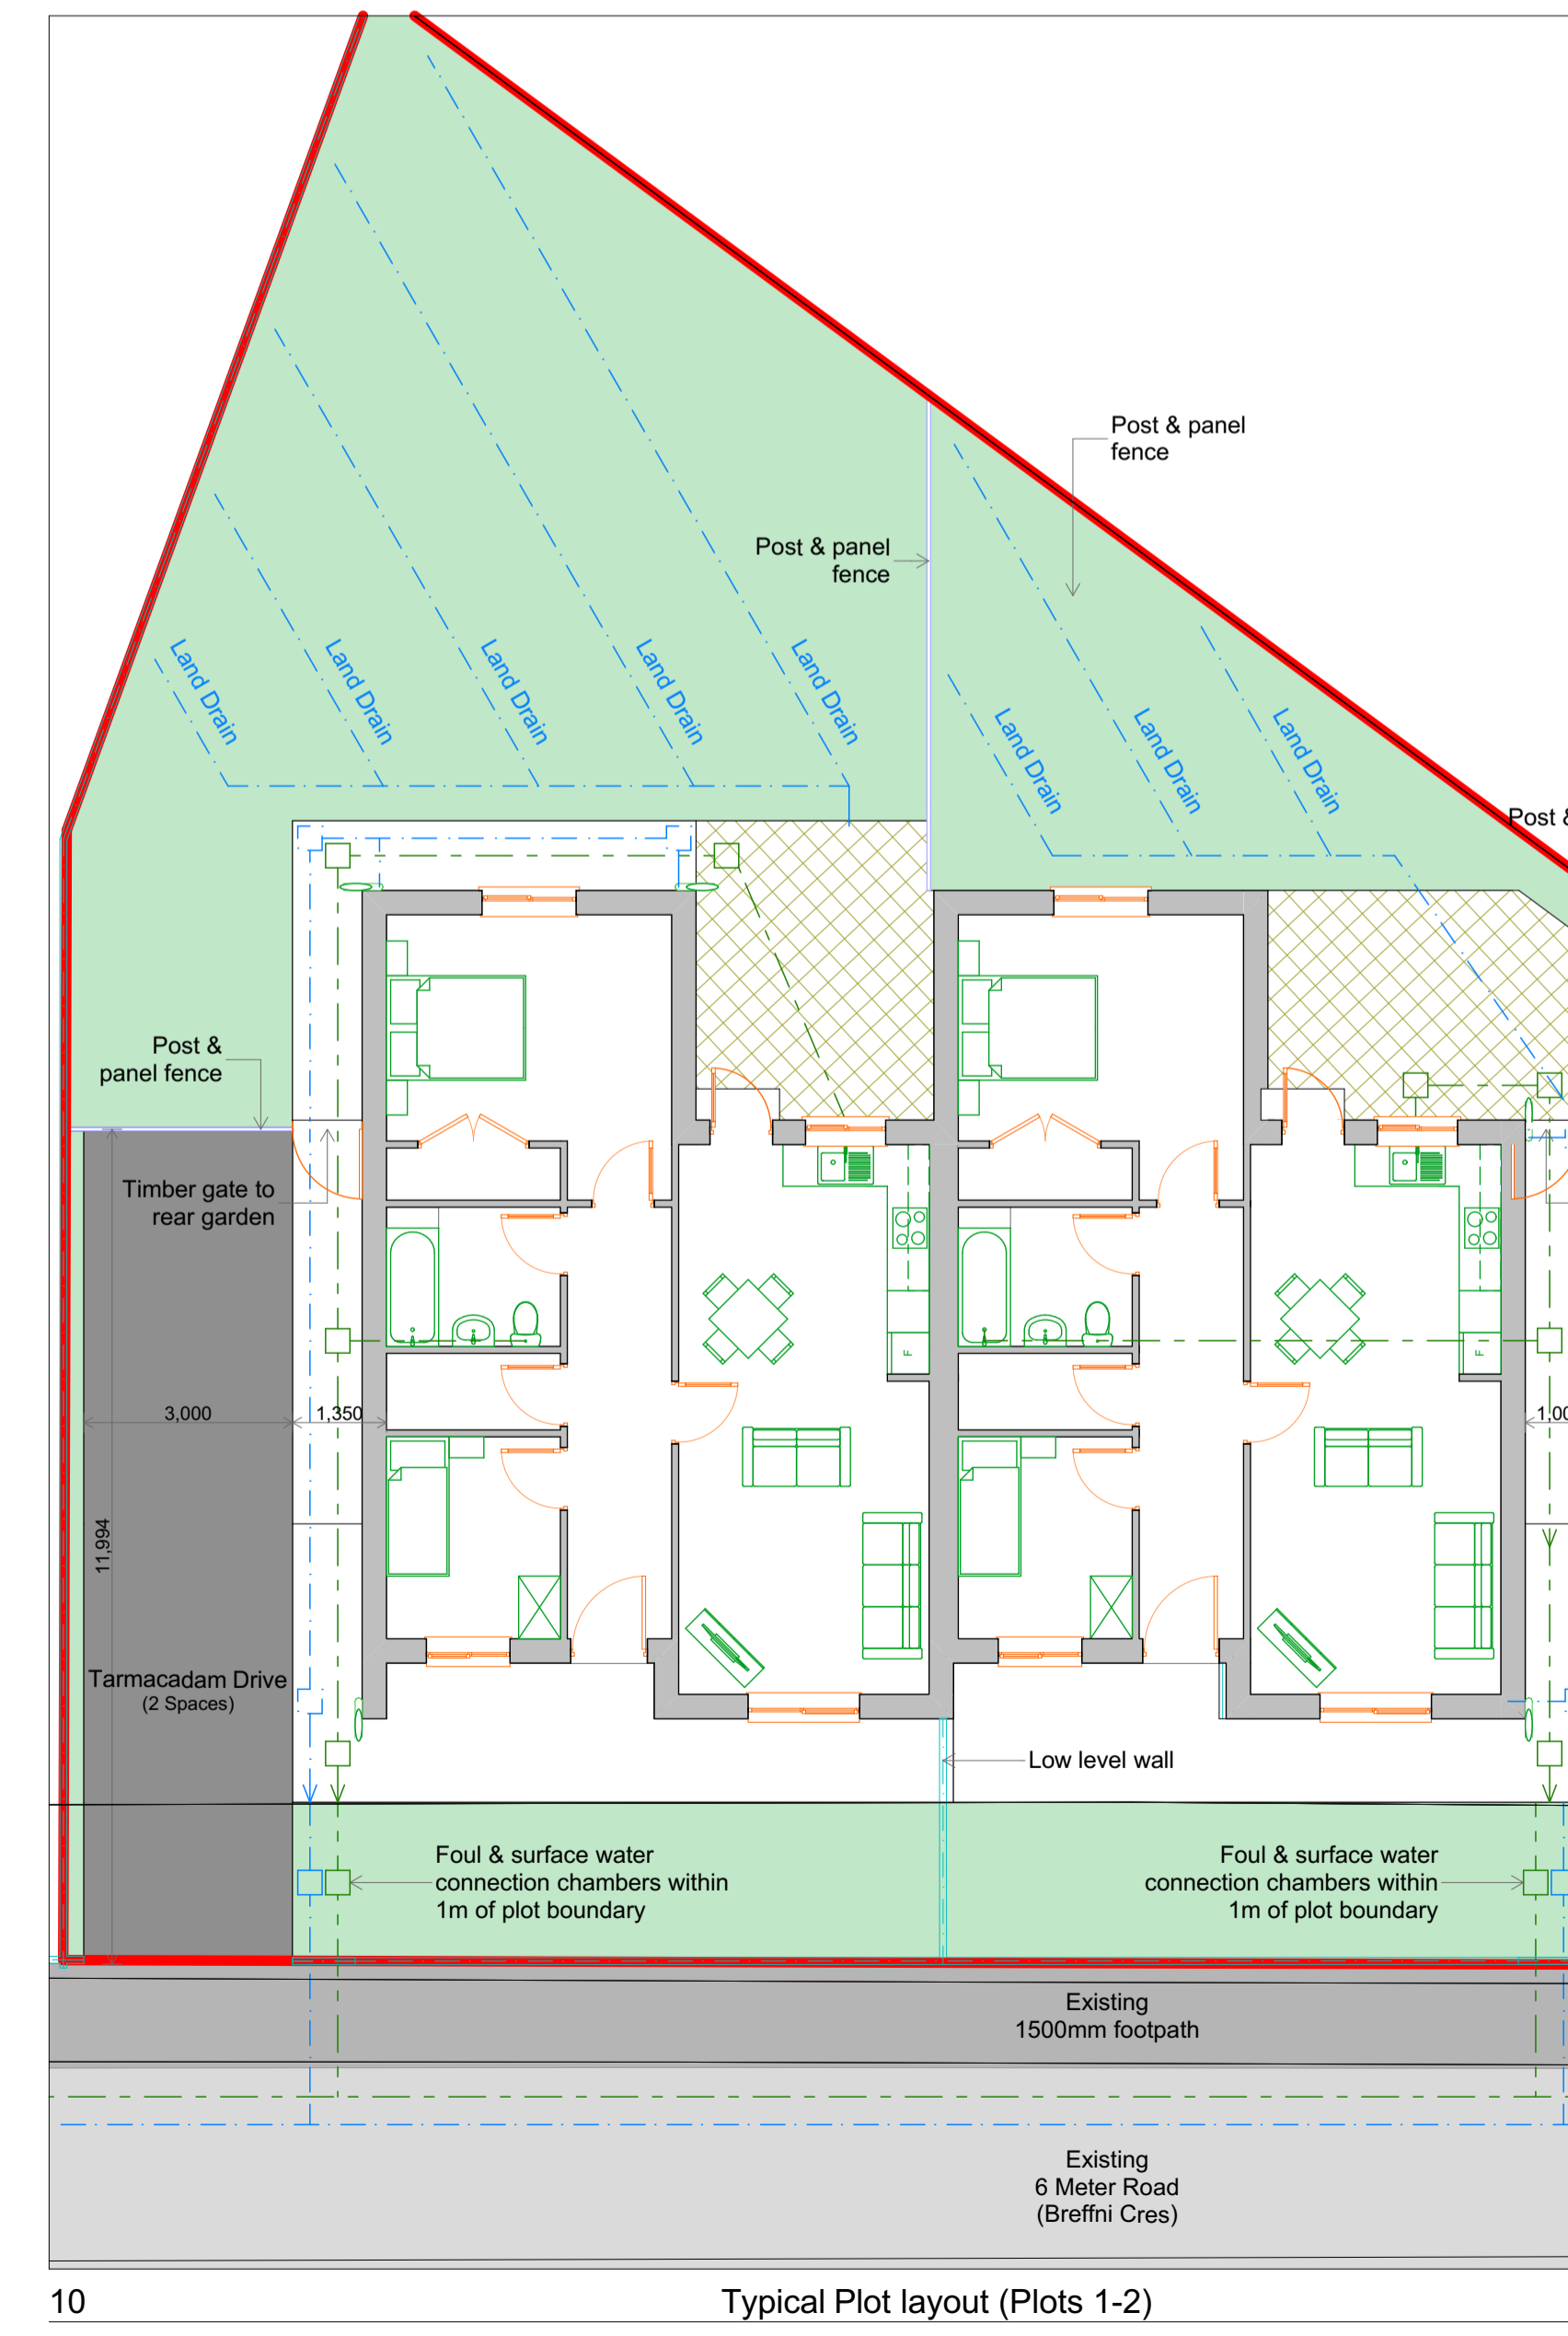 Post & panel
fence
Post & panel
fence
Land Drain
Land Drain
Land Drain
Land Drain
Land Drain
Land Drain
Land Drain
Land Drain
Post &
Post &
panel fence
Timber gate to
rear garden
F
F
3,000
1,350
1,00
11,994
Tarmacadam Drive
(2 Spaces)
Low level wall
Foul & surface water
connection chambers within
1m of plot boundary
Foul & surface water
connection chambers within
1m of plot boundary
Existing
1500mm footpath
Existing
6 Meter Road
(Breffni Cres)
10
Typical Plot layout (Plots 1-2)